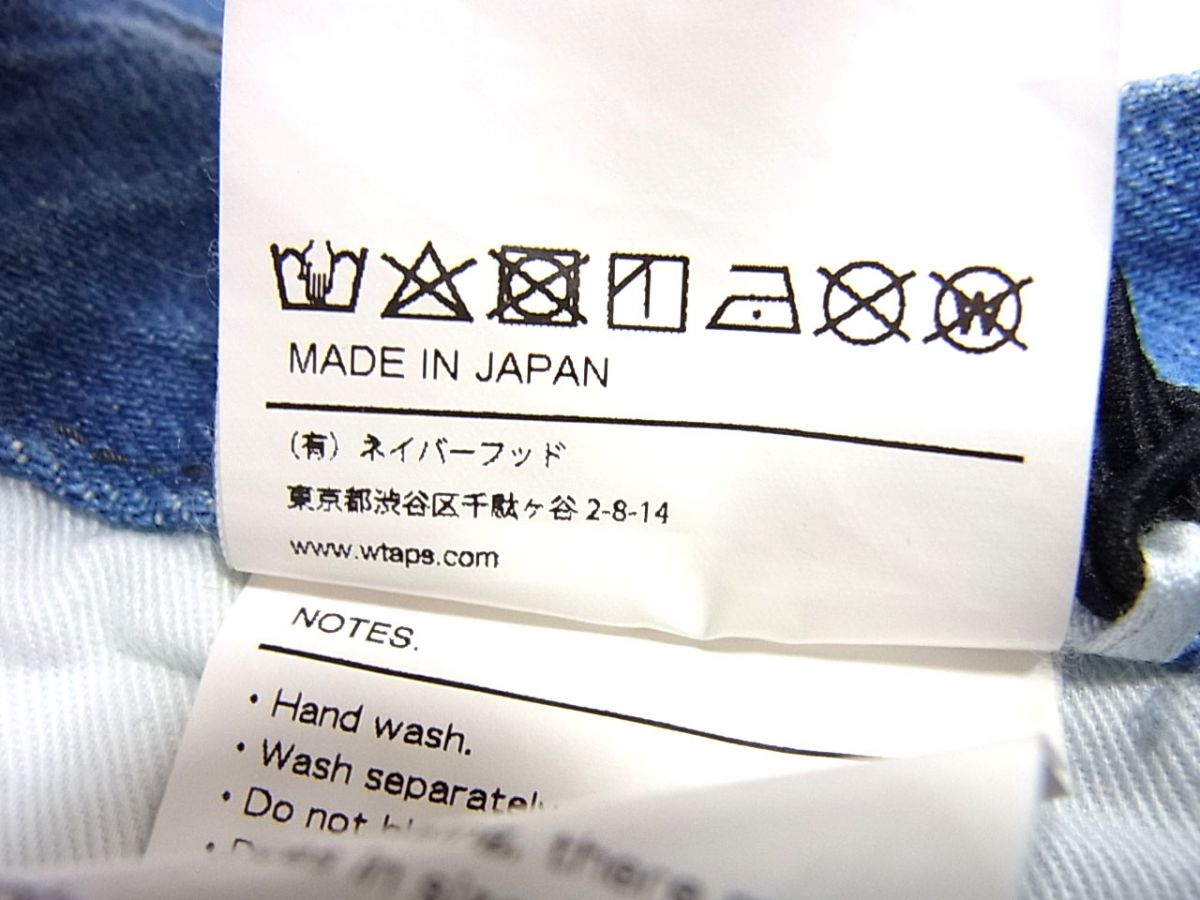 MADE IN JAPAN
(有) ネイバーフッド
東京都渋谷区千駄ヶ谷 2-8-14
www.wtaps.com
NOTES.
・Hand wash.
・Wash separately
・Do not
there